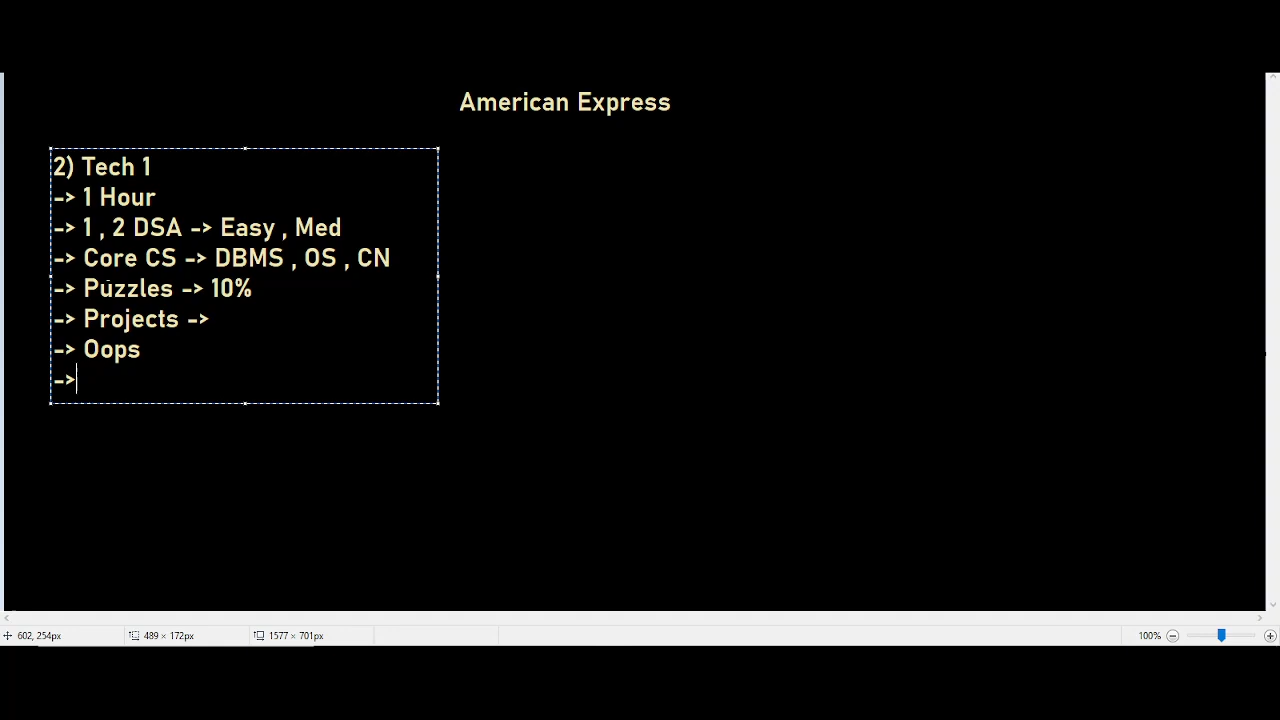 American Express
2) Tech 1
-> 1 Hour
-> 1 , 2 DSA -> Easy , Med
-> Core CS -> DBMS , OS , CN
-> Puzzles -> 10%
-> Projects ->
-> Oops
->
602, 254px 489 × 172px 1577 × 701px 100%